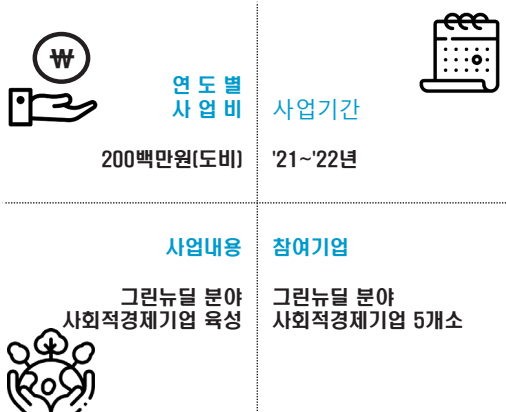 ₩
연 도 별
사 업 비
200백만원(도비)
사업기간
'21~'22년
사업내용
그린뉴딜 분야
사회적경제기업 육성
참여기업
그린뉴딜 분야
사회적경제기업 5개소